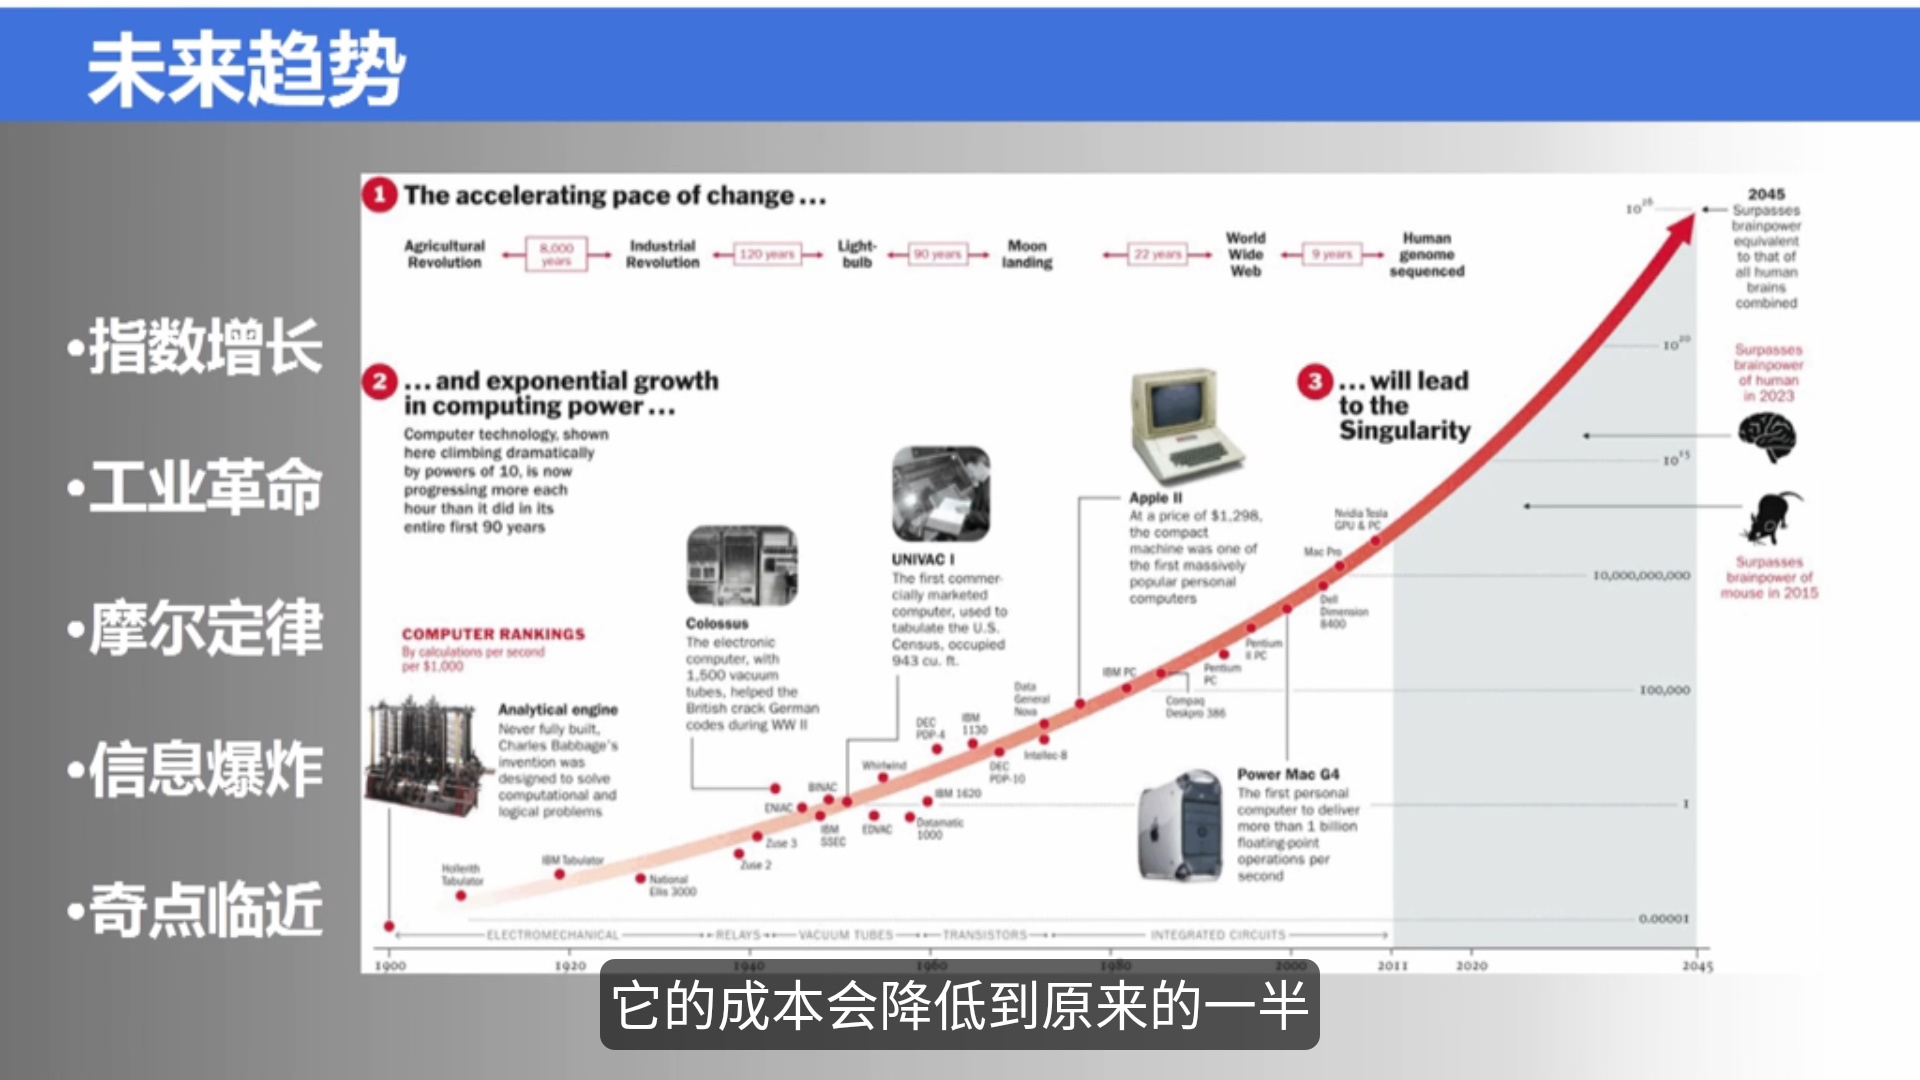 未来趋势
•指数增长
•工业革命
•摩尔定律
•信息爆炸
•奇点临近
1 The accelerating pace of change...
Agricultural
Revolution
8,000
years
Industrial
Revolution
120 years
Light-
bulb
90 years
Moon
landing
22 years
World
Wide
Web
9 years
Human
genome
sequenced
2 ...and exponential growth
in computing power...
Computer technology, shown
here climbing dramatically
by powers of 10, is now
progressing more each
hour than it did in its
entire first 90 years
COMPUTER RANKINGS
By calculations per second
per $1,000
Analytical engine
Never fully built,
Charles Babbage's
invention was
designed to solve
computational and
logical problems
Colossus
The electronic
computer, with
1,500 vacuum
tubes, helped the
British crack German
codes during WW II
UNIVAC I
The first commer-
cially marketed
computer, used to
tabulate the U.S.
Census, occupied
943 cu. ft.
Apple II
At a price of $1,298,
the compact
machine was one of
the first massively
popular personal
computers
Power Mac G4
The first personal
computer to deliver
more than 1 billion
floating-point
operations per
second
3 ...will lead
to the
Singularity
Hollerith
Tabulator
IBM Tabulator
National
Ellis 3000
Zuse 2
Zuse 3
ENIAC
BINAC
IBM
SSEC
Whirlwind
EDVAC
Datamatic
1000
IBM 1620
DEC
PDP-4
IBM
1130
DEC
PDP-10
Data
General
Nova
Intellec-8
IBM PC
Compaq
Deskpro 386
Pentium
PC
Pentium
II PC
Dell
Dimension
8400
Mac Pro
Nvidia Tesla
GPU & PC
10²⁶
10²⁰
10¹⁵
10,000,000,000
100,000
1
0.00001
2045
Surpasses
brainpower
equivalent
to that of
all human
brains
combined
Surpasses
brainpower
of human
in 2023
Surpasses
brainpower of
mouse in 2015
ELECTROMECHANICAL
RELAYS
VACUUM TUBES
TRANSISTORS
INTEGRATED CIRCUITS
1900
1920
1940
1960
1980
2000
2011
2020
2045
它的成本会降低到原来的一半